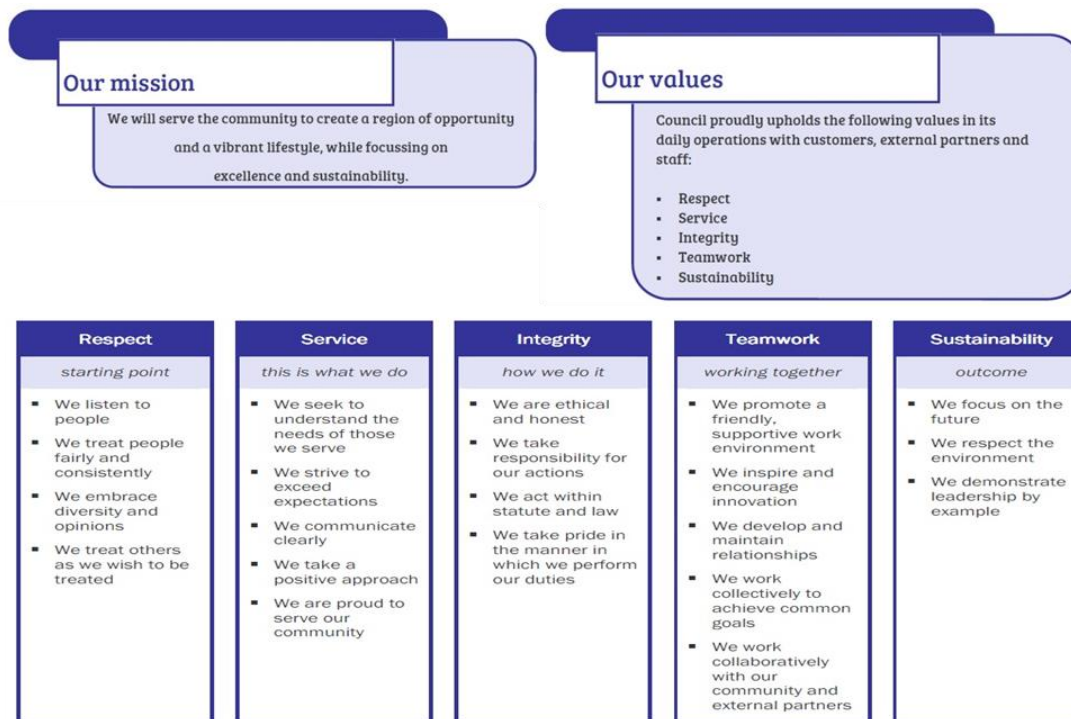 Our mission
We will serve the community to create a region of opportunity
and a vibrant lifestyle, while focussing on
excellence and sustainability.
Our values
Council proudly upholds the following values in its
daily operations with customers, external partners and
staff:
▪ Respect
▪ Service
▪ Integrity
▪ Teamwork
▪ Sustainability
Respect
starting point
▪ We listen to
people
▪ We treat people
fairly and
consistently
▪ We embrace
diversity and
opinions
▪ We treat others
as we wish to be
treated
Service
this is what we do
▪ We seek to
understand the
needs of those
we serve
▪ We strive to
exceed
expectations
▪ We communicate
clearly
▪ We take a
positive approach
▪ We are proud to
serve our
community
Integrity
how we do it
▪ We are ethical
and honest
▪ We take
responsibility for
our actions
▪ We act within
statute and law
▪ We take pride in
the manner in
which we perform
our duties
Teamwork
working together
▪ We promote a
friendly,
supportive work
environment
▪ We inspire and
encourage
innovation
▪ We develop and
maintain
relationships
▪ We work
collectively to
achieve common
goals
▪ We work
collaboratively
with our
community and
external partners
Sustainability
outcome
▪ We focus on the
future
▪ We respect the
environment
▪ We demonstrate
leadership by
example